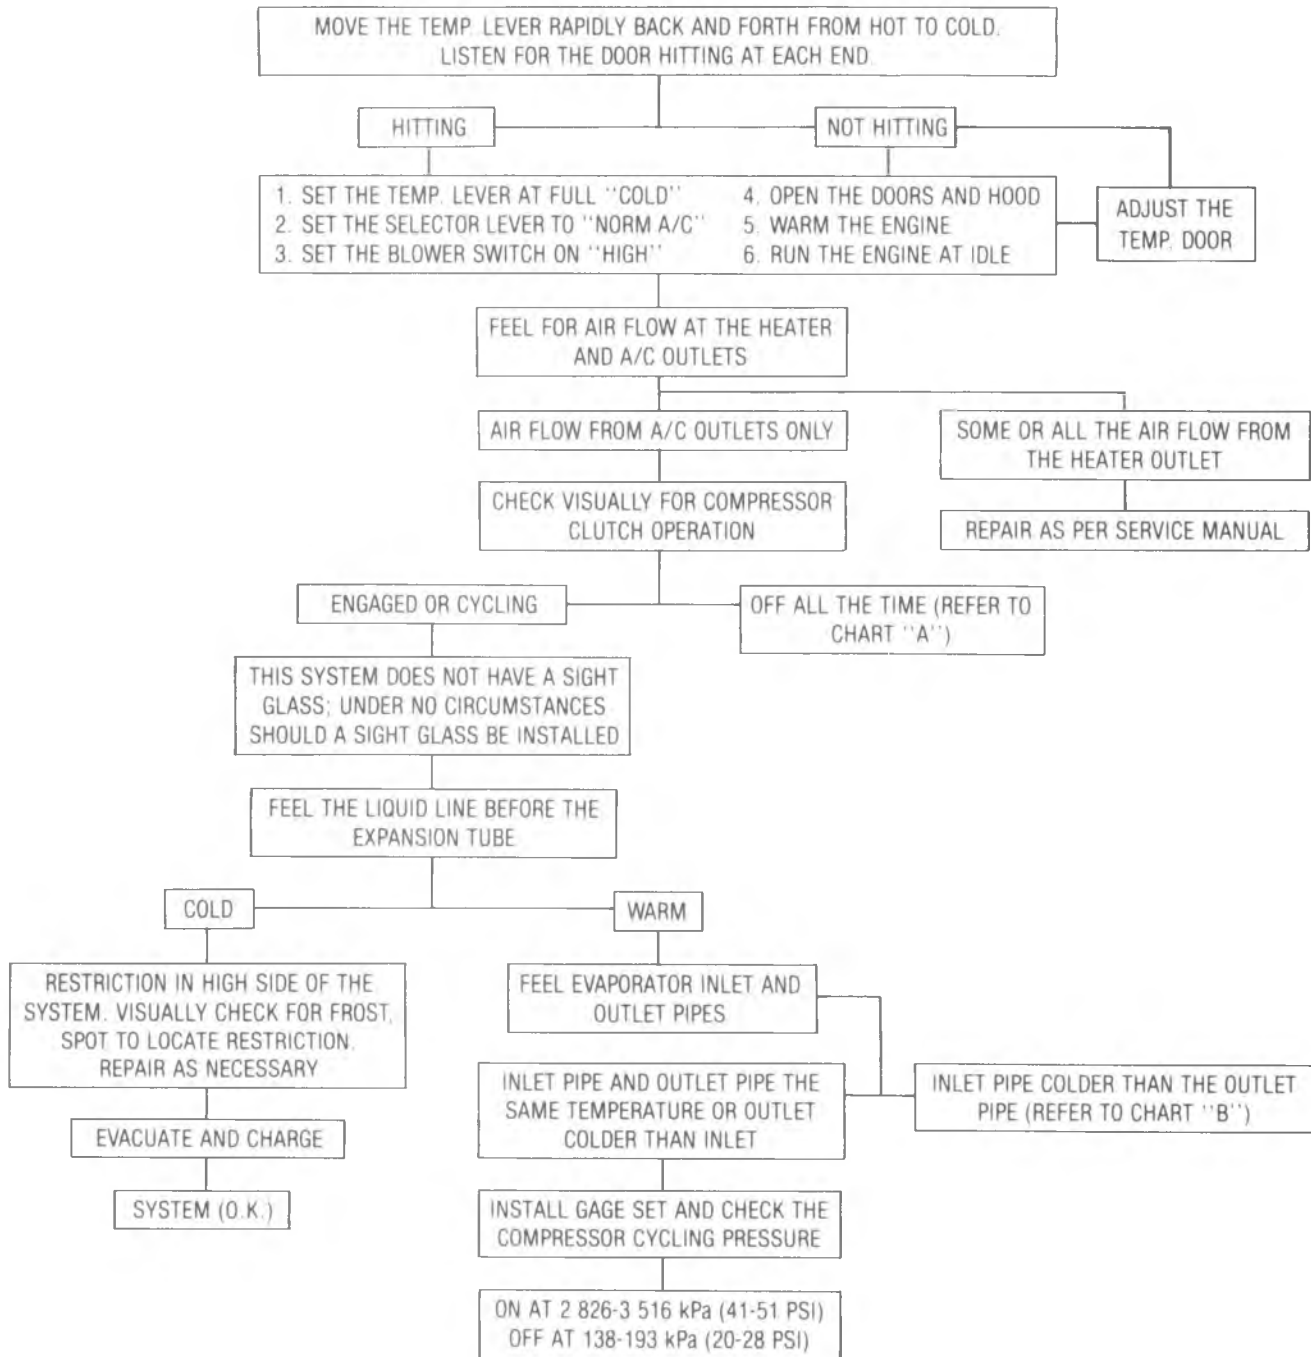 MOVE THE TEMP. LEVER RAPIDLY BACK AND FORTH FROM HOT TO COLD.
LISTEN FOR THE DOOR HITTING AT EACH END.
HITTING
NOT HITTING
1. SET THE TEMP. LEVER AT FULL "COLD"
2. SET THE SELECTOR LEVER TO "NORM A/C"
3. SET THE BLOWER SWITCH ON "HIGH"
4. OPEN THE DOORS AND HOOD
5. WARM THE ENGINE
6. RUN THE ENGINE AT IDLE
ADJUST THE
TEMP. DOOR
FEEL FOR AIR FLOW AT THE HEATER
AND A/C OUTLETS
AIR FLOW FROM A/C OUTLETS ONLY
SOME OR ALL THE AIR FLOW FROM
THE HEATER OUTLET
CHECK VISUALLY FOR COMPRESSOR
CLUTCH OPERATION
REPAIR AS PER SERVICE MANUAL
ENGAGED OR CYCLING
OFF ALL THE TIME (REFER TO
CHART "A")
THIS SYSTEM DOES NOT HAVE A SIGHT
GLASS; UNDER NO CIRCUMSTANCES
SHOULD A SIGHT GLASS BE INSTALLED
FEEL THE LIQUID LINE BEFORE THE
EXPANSION TUBE
COLD
WARM
RESTRICTION IN HIGH SIDE OF THE
SYSTEM. VISUALLY CHECK FOR FROST,
SPOT TO LOCATE RESTRICTION.
REPAIR AS NECESSARY
EVACUATE AND CHARGE
SYSTEM (O.K.)
FEEL EVAPORATOR INLET AND
OUTLET PIPES
INLET PIPE AND OUTLET PIPE THE
SAME TEMPERATURE OR OUTLET
COLDER THAN INLET
INLET PIPE COLDER THAN THE OUTLET
PIPE (REFER TO CHART "B")
INSTALL GAGE SET AND CHECK THE
COMPRESSOR CYCLING PRESSURE
ON AT 2 826-3 516 kPa (41-51 PSI)
OFF AT 138-193 kPa (20-28 PSI)